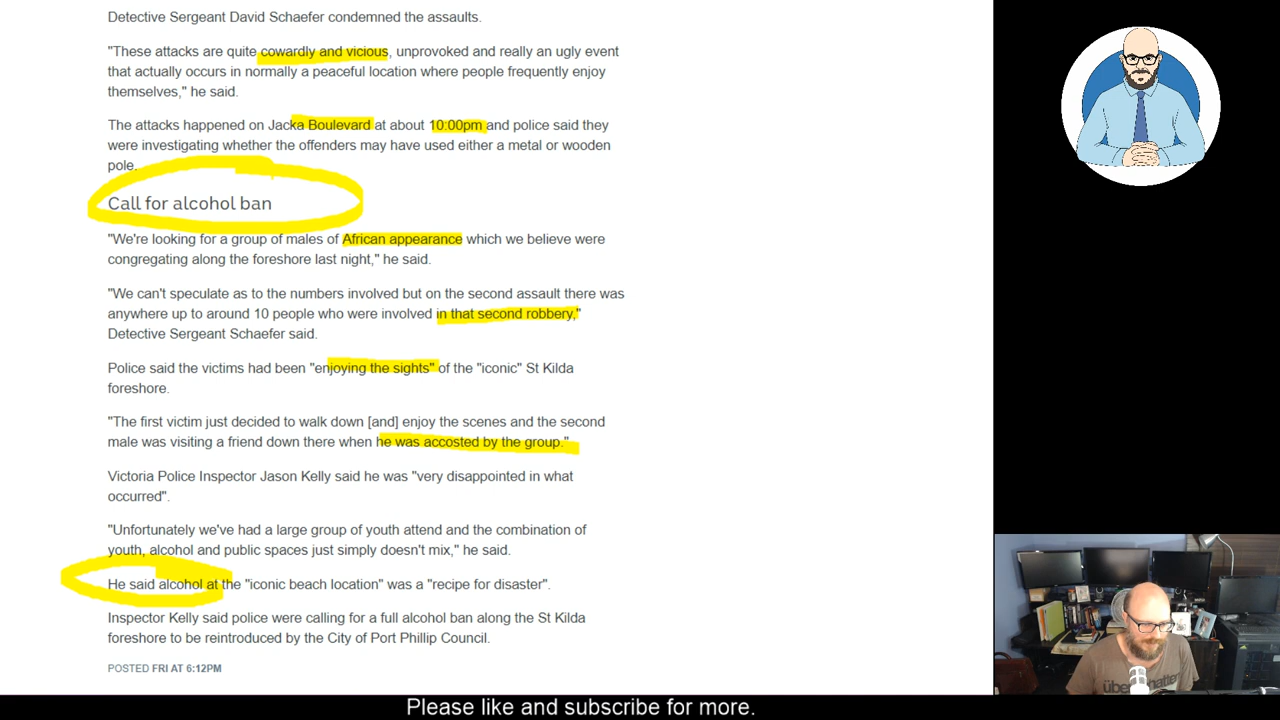 Detective Sergeant David Schaefer condemned the assaults.
"These attacks are quite cowardly and vicious, unprovoked and really an ugly event
that actually occurs in normally a peaceful location where people frequently enjoy
themselves," he said.
The attacks happened on Jacka Boulevard at about 10:00pm and police said they
were investigating whether the offenders may have used either a metal or wooden
pole.
Call for alcohol ban
"We're looking for a group of males of African appearance which we believe were
congregating along the foreshore last night," he said.
"We can't speculate as to the numbers involved but on the second assault there was
anywhere up to around 10 people who were involved in that second robbery,"
Detective Sergeant Schaefer said.
Police said the victims had been "enjoying the sights" of the "iconic" St Kilda
foreshore.
"The first victim just decided to walk down [and] enjoy the scenes and the second
male was visiting a friend down there when he was accosted by the group."
Victoria Police Inspector Jason Kelly said he was "very disappointed in what
occurred".
"Unfortunately we've had a large group of youth attend and the combination of
youth, alcohol and public spaces just simply doesn't mix," he said.
He said alcohol at the "iconic beach location" was a "recipe for disaster".
Inspector Kelly said police were calling for a full alcohol ban along the St Kilda
foreshore to be reintroduced by the City of Port Phillip Council.
POSTED FRI AT 6:12PM
Please like and subscribe for more.